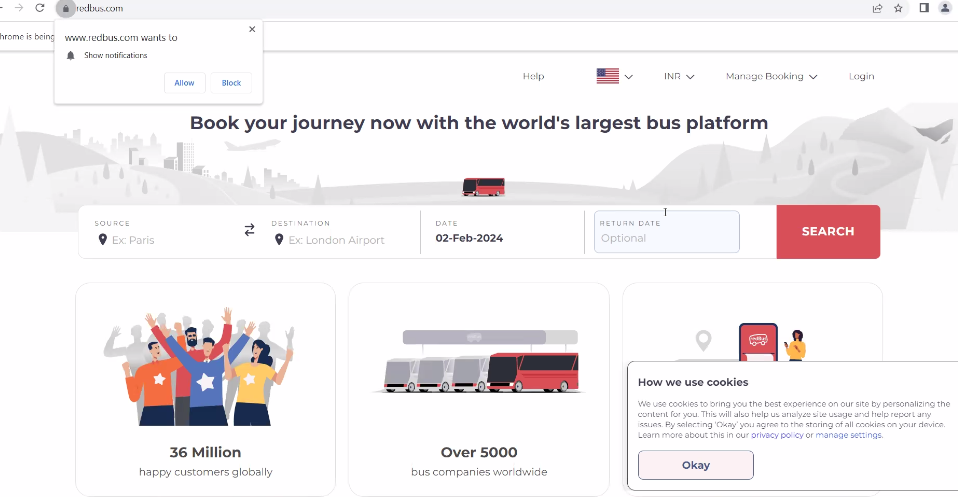 redbus.com
hrome is being
www.redbus.com wants to
Show notifications
Allow
Block
Help
INR
Manage Booking
Login
Book your journey now with the world's largest bus platform
SOURCE
Ex: Paris
DESTINATION
Ex: London Airport
DATE
02-Feb-2024
RETURN DATE
Optional
SEARCH
36 Million
happy customers globally
Over 5000
bus companies worldwide
redBus
How we use cookies
We use cookies to bring you the best experience on our site by personalizing the
content for you. This will also help us analyze site usage and help report any
issues. By selecting 'Okay' you agree to the storing of all cookies on your device.
Learn more about this in our privacy policy or manage settings.
Okay